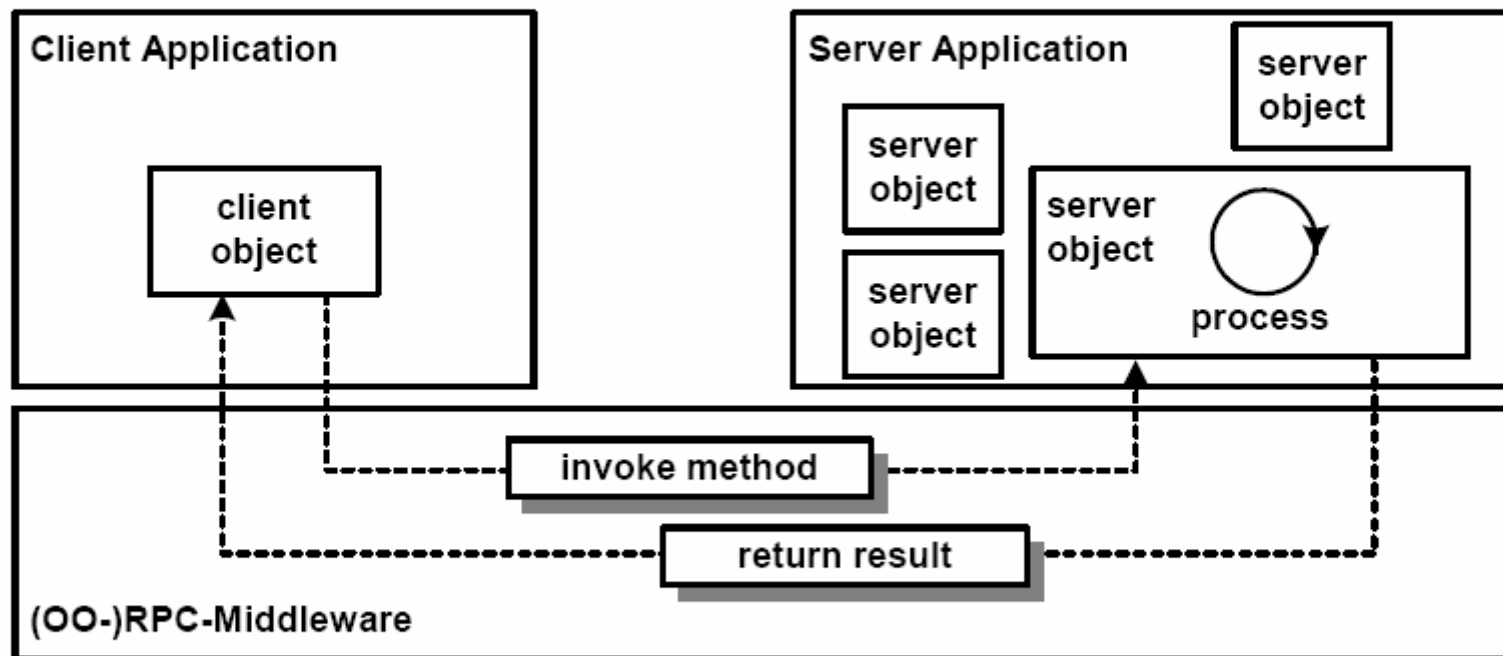 Client Application
client
object
Server Application
server
object
server
object
server
object
server
object
process
invoke method
return result
(OO-)RPC-Middleware